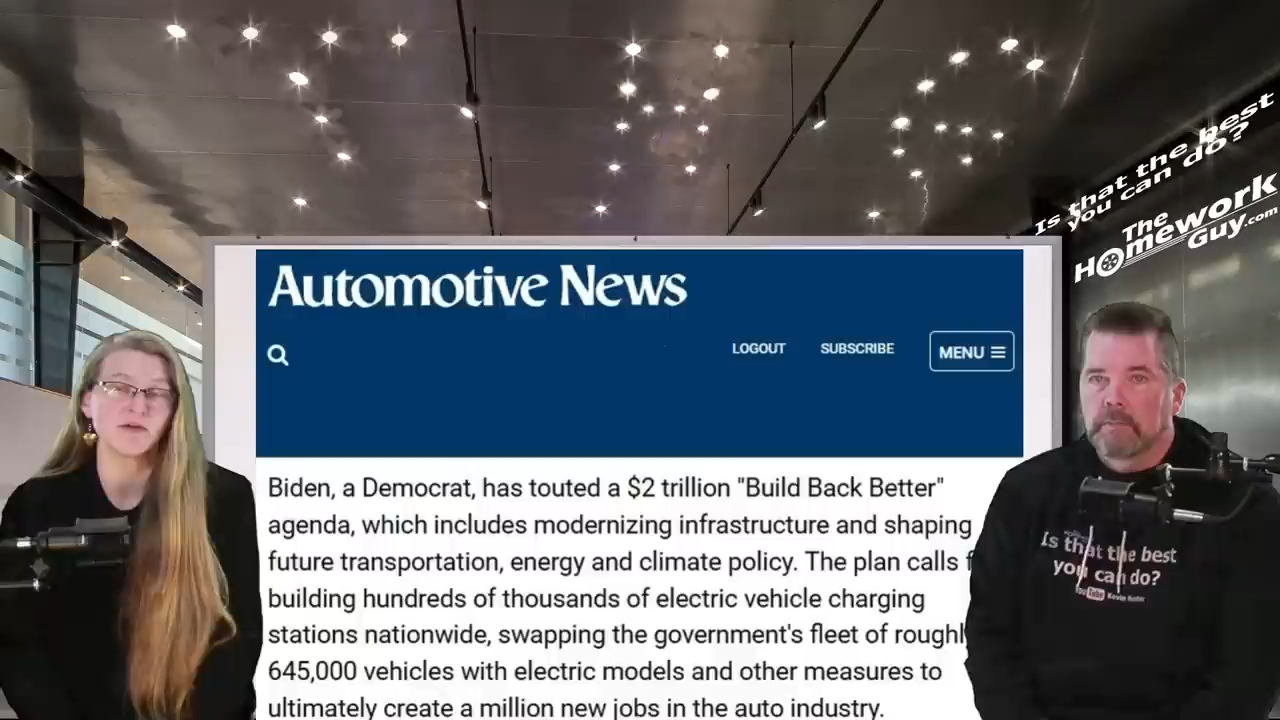 Is that the best
you can do?
The
Homework
Guy.com
Automotive News
LOGOUT SUBSCRIBE MENU
Biden, a Democrat, has touted a $2 trillion "Build Back Better"
agenda, which includes modernizing infrastructure and shaping
future transportation, energy and climate policy. The plan calls
building hundreds of thousands of electric vehicle charging
stations nationwide, swapping the government's fleet of
645,000 vehicles with electric models and other measures to
ultimately create a million new jobs in the auto industry.
Is that the best
you can do?
YouTube Kevin Hunter